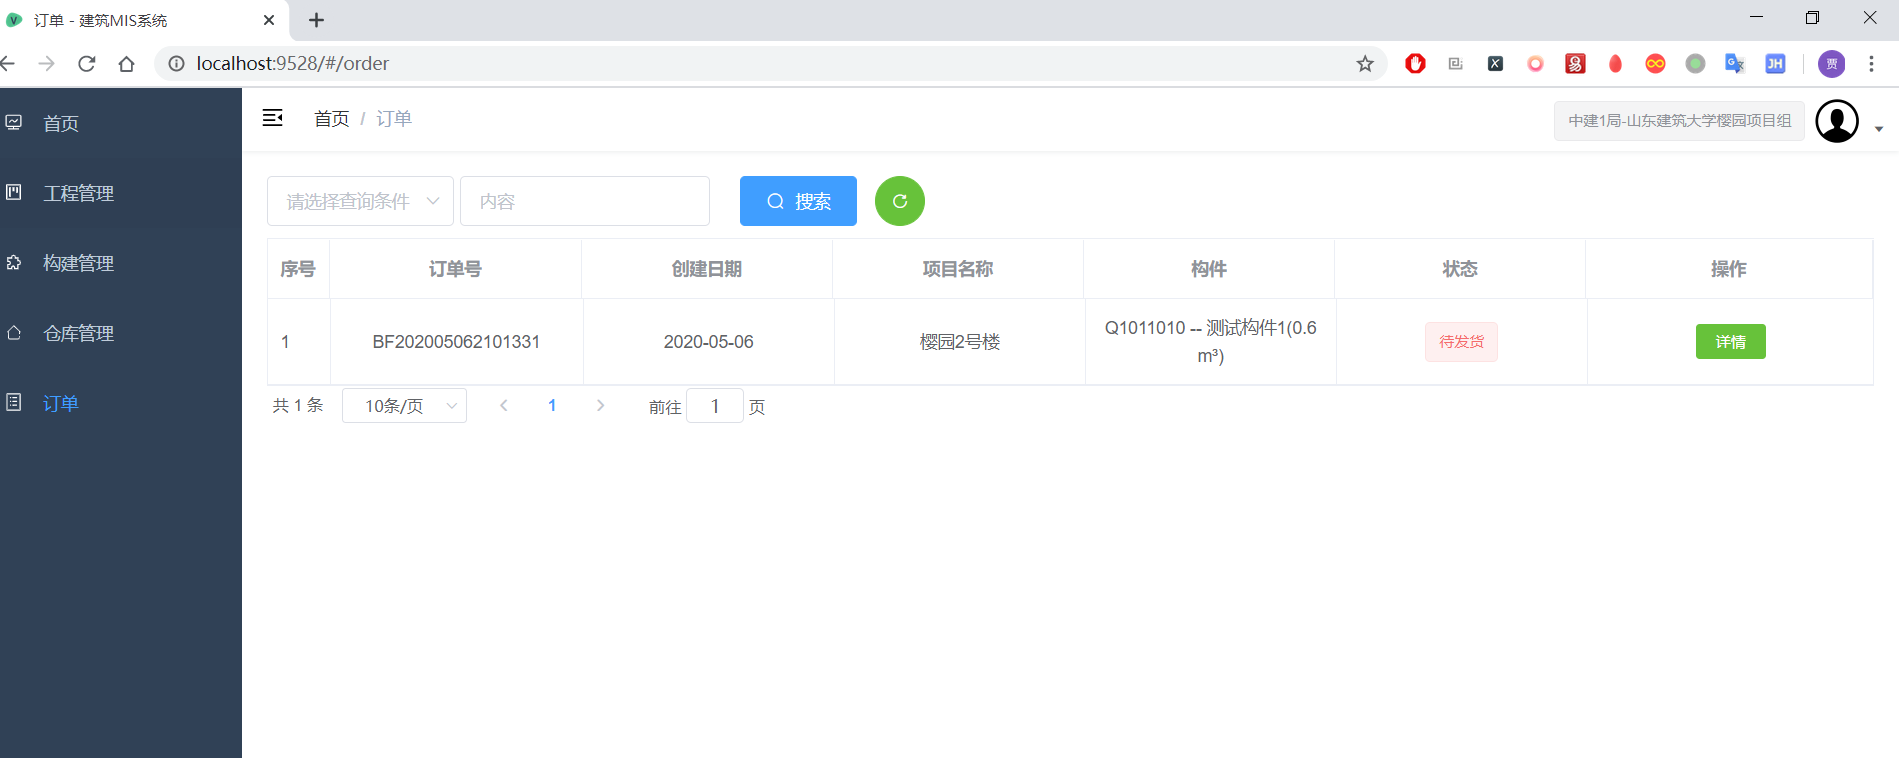 订单 - 建筑MIS系统
localhost:9528/#/order
JH
贾
首页
工程管理
构建管理
仓库管理
订单
首页 / 订单
中建1局-山东建筑大学樱园项目组
请选择查询条件 内容 搜索
序号 订单号 创建日期 项目名称 构件 状态 操作
1 BF202005062101331 2020-05-06 樱园2号楼 Q1011010 -- 测试构件1(0.6
m³) 待发货 详情
共 1 条 10条/页 1 前往 1 页